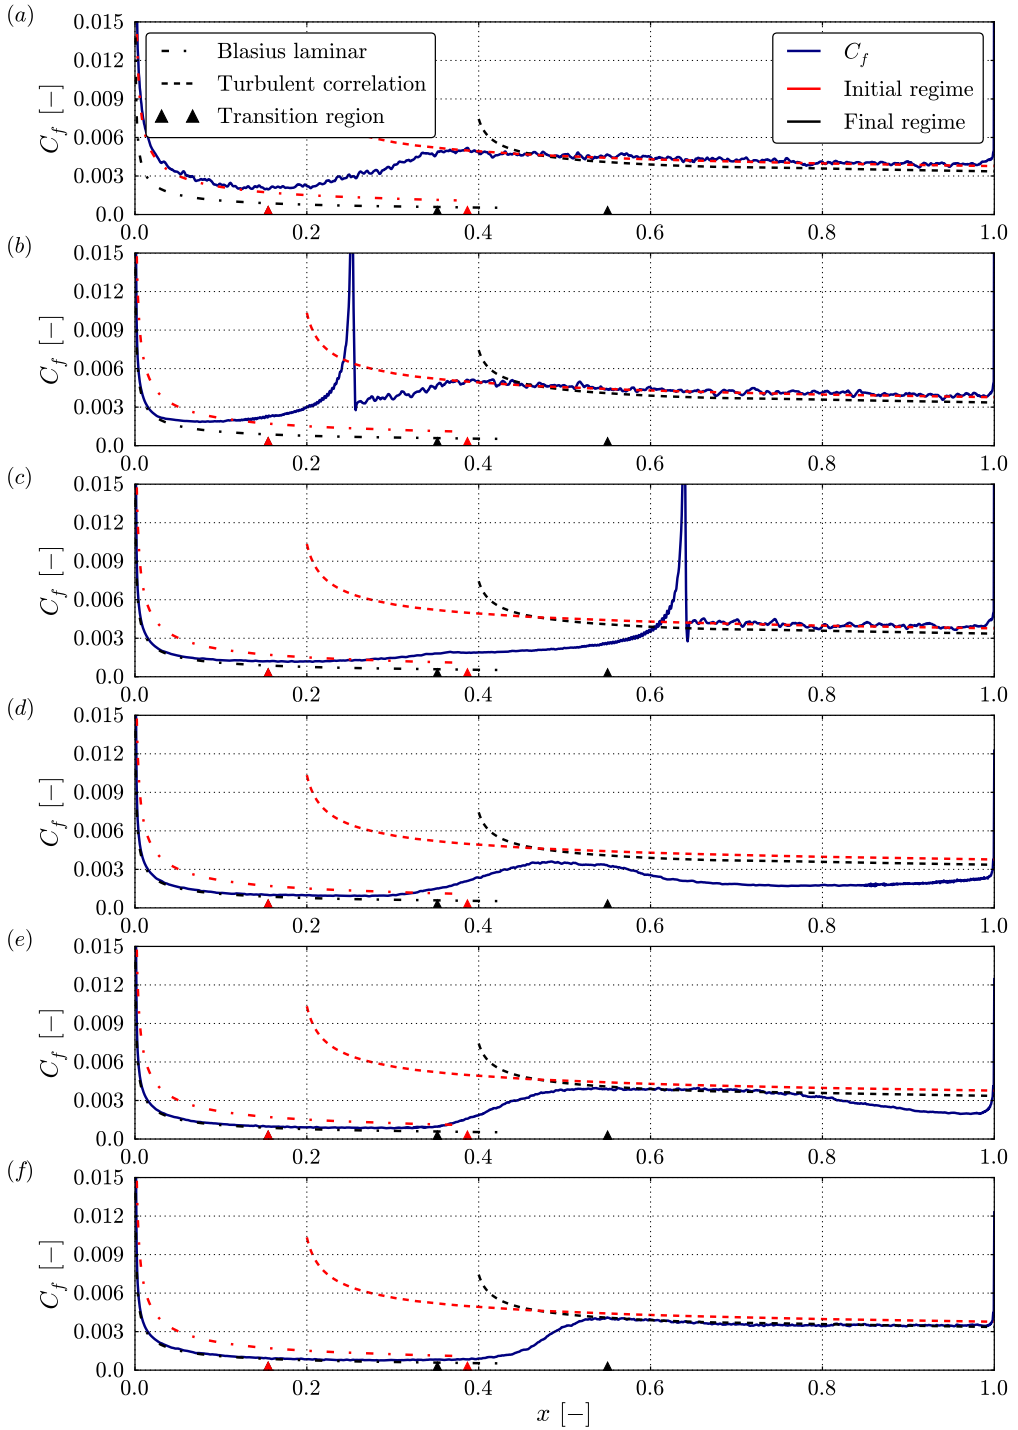 (a)
0.015
0.012
0.009
0.006
0.003
0.0
C_f [−]
Blasius laminar
Turbulent correlation
Transition region
C_f
Initial regime
Final regime
0.0 0.2 0.4 0.6 0.8 1.0
(b)
0.015
0.012
0.009
0.006
0.003
0.0
C_f [−]
0.0 0.2 0.4 0.6 0.8 1.0
(c)
0.015
0.012
0.009
0.006
0.003
0.0
C_f [−]
0.0 0.2 0.4 0.6 0.8 1.0
(d)
0.015
0.012
0.009
0.006
0.003
0.0
C_f [−]
0.0 0.2 0.4 0.6 0.8 1.0
(e)
0.015
0.012
0.009
0.006
0.003
0.0
C_f [−]
0.0 0.2 0.4 0.6 0.8 1.0
(f)
0.015
0.012
0.009
0.006
0.003
0.0
C_f [−]
0.0 0.2 0.4 0.6 0.8 1.0
x [−]